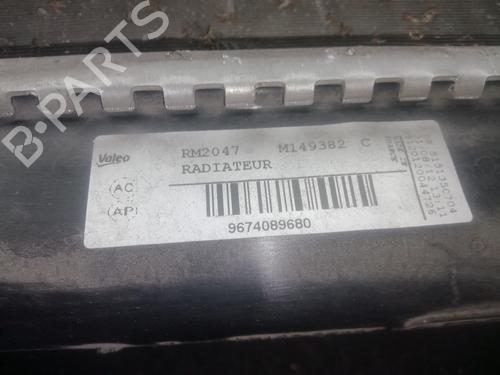 B-PARTS
Valeo
RM2047 M149382 C
RADIATEUR
AC
AP
9674089680